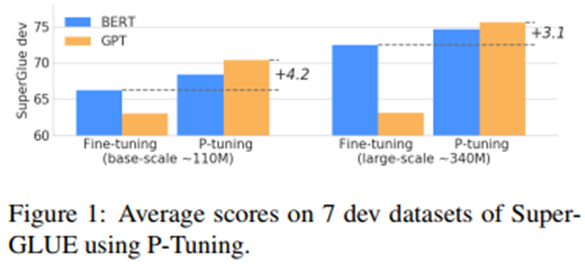 75
70
65
60
SuperGlue dev
BERT
GPT
+4.2
+3.1
Fine-tuning P-tuning Fine-tuning P-tuning
(base-scale ~110M) (large-scale ~340M)
Figure 1: Average scores on 7 dev datasets of Super-
GLUE using P-Tuning.